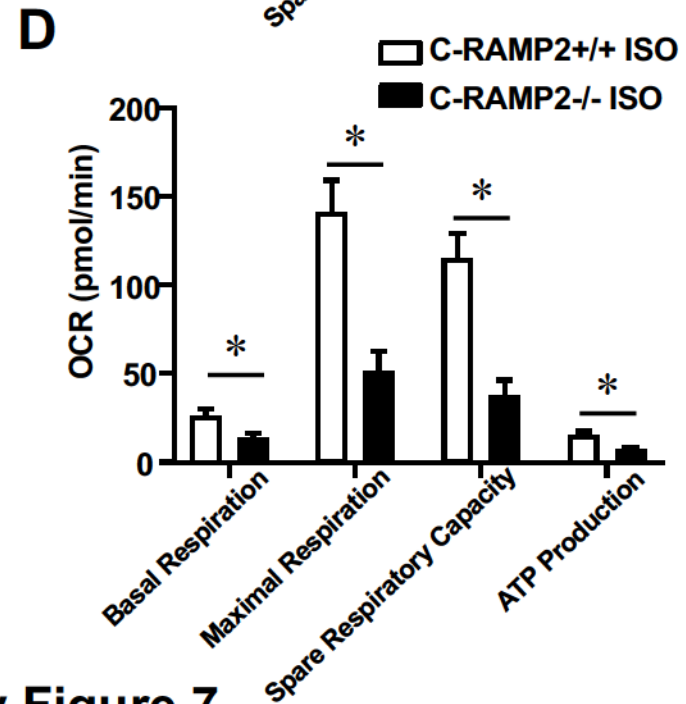 Spa
D
C-RAMP2+/+ ISO
C-RAMP2-/- ISO
OCR (pmol/min)
200
150
100
50
0
*
*
*
*
Basal Respiration
Maximal Respiration
Spare Respiratory Capacity
ATP Production
y Figure 7